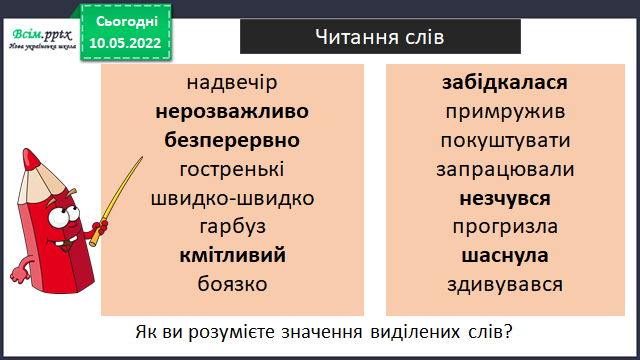 Всім.pptx
Нова українська школа
Сьогодні
10.05.2022
Читання слів
надвечір
нерозважливо
безперервно
гостренькі
швидко-швидко
гарбуз
кмітливий
боязко
забідкалася
примружив
покуштувати
запрацювали
незчувся
прогризла
шаснула
здивувався
Як ви розумієте значення виділених слів?